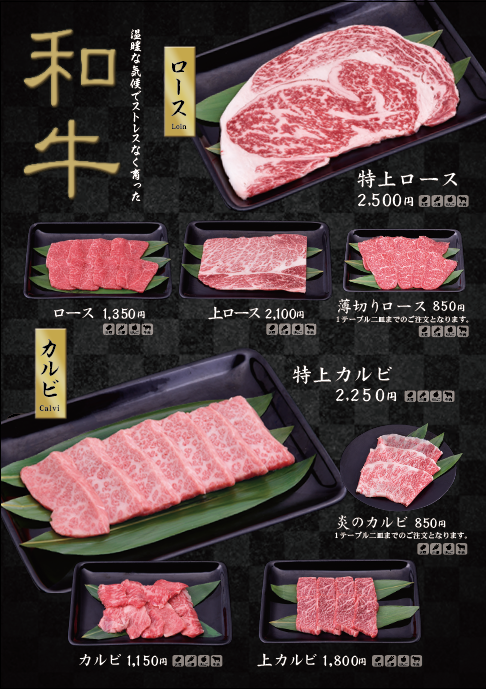 和牛
温暖な気候でストレスなく育った
ロース
Loin
特上ロース
2,500円
ロース 1,350円
上ロース 2,100円
薄切りロース 850円
1テーブル二皿までのご注文となります。
カルビ
Calvi
特上カルビ
2,250円
炎のカルビ 850円
1テーブル二皿までのご注文となります。
カルビ 1,150円
上カルビ 1,800円